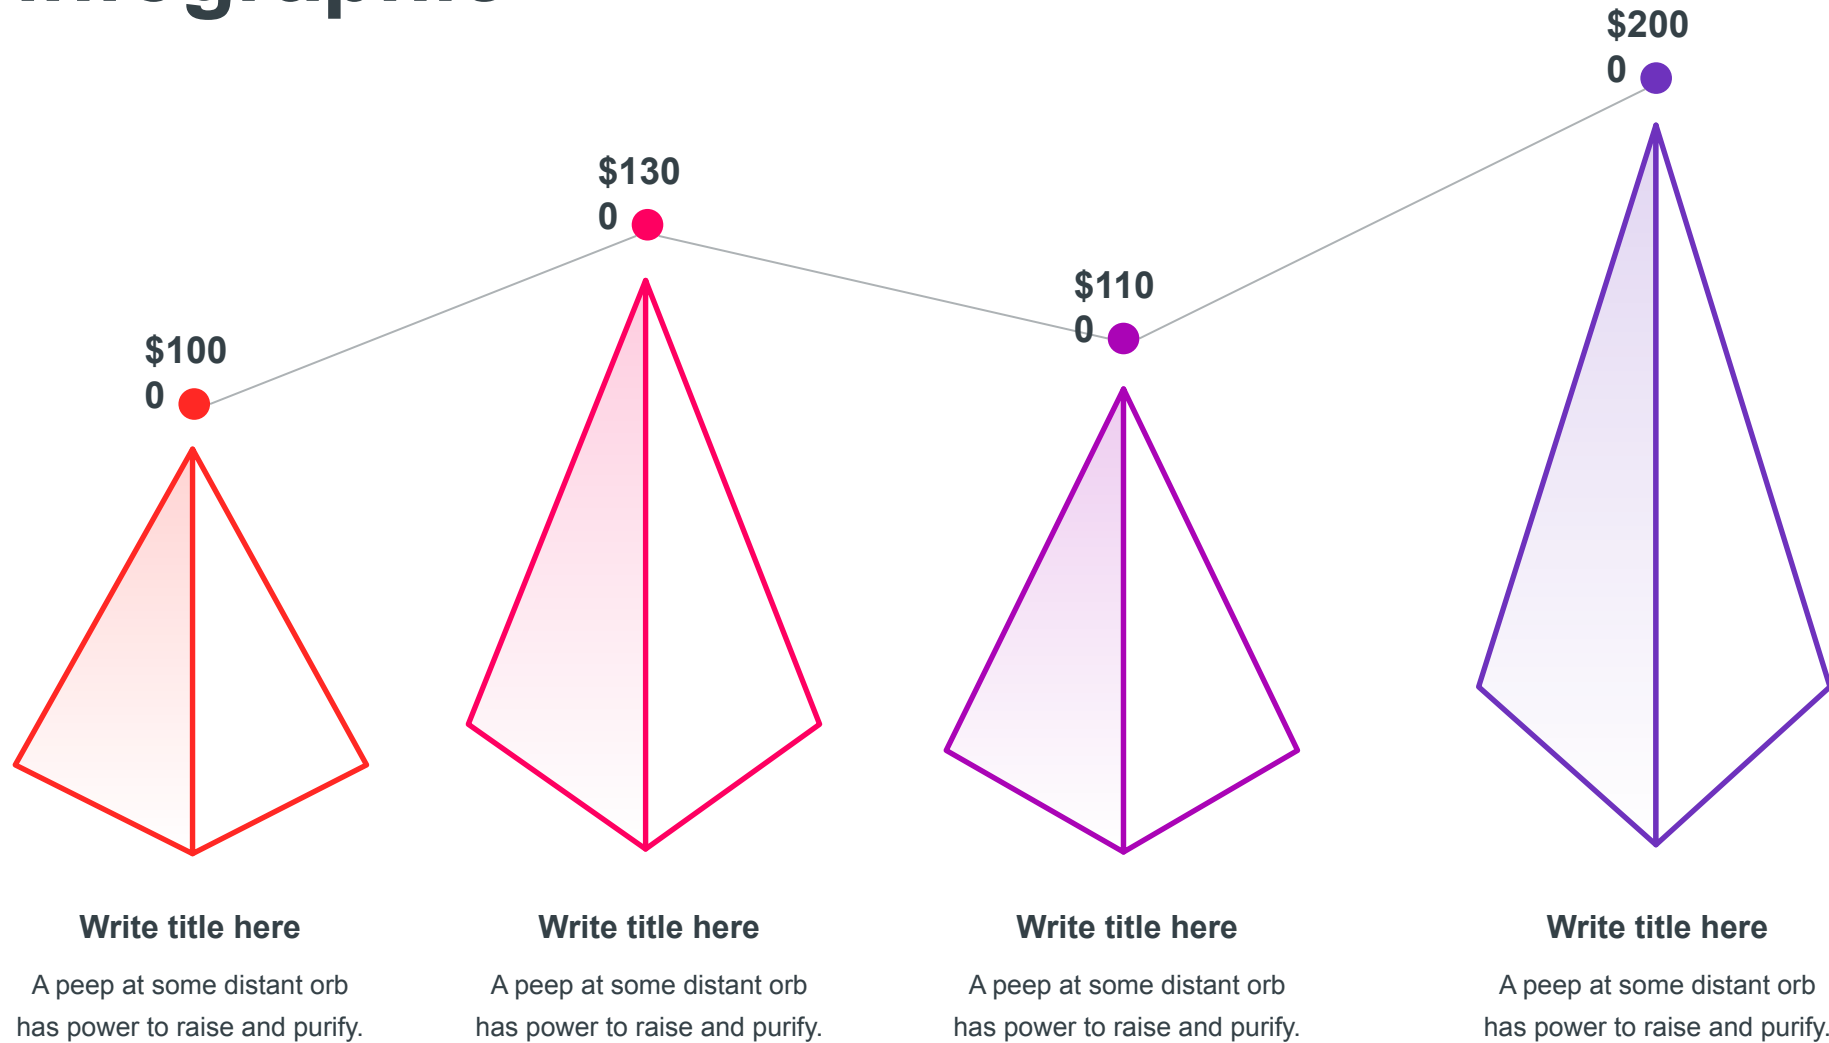 $200
0
$130
0
$110
0
$100
0
Write title here
A peep at some distant orb
has power to raise and purify.
Write title here
A peep at some distant orb
has power to raise and purify.
Write title here
A peep at some distant orb
has power to raise and purify.
Write title here
A peep at some distant orb
has power to raise and purify.